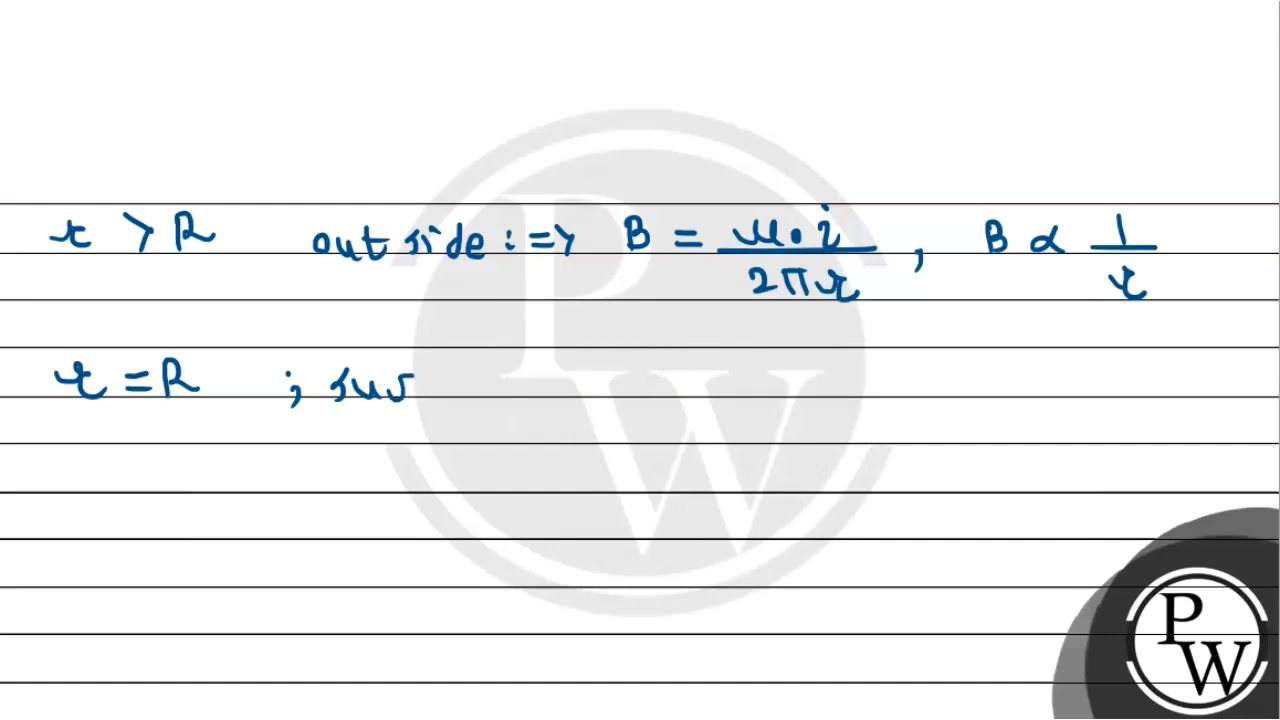 r > R outside :=> B = μ₀i / 2πr , B ∝ 1 / r
r = R ; sur
P W
P W